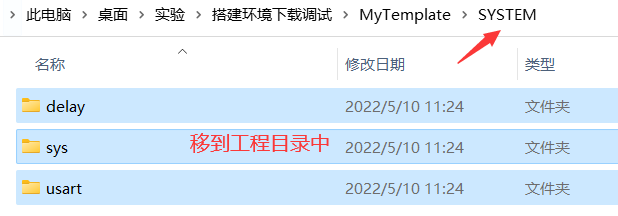 此电脑 > 桌面 > 实验 > 搭建环境下载调试 > MyTemplate > SYSTEM
名称 修改日期 类型
delay 2022/5/10 11:24 文件夹
sys 移到工程目录中 2022/5/10 11:24 文件夹
usart 2022/5/10 11:24 文件夹